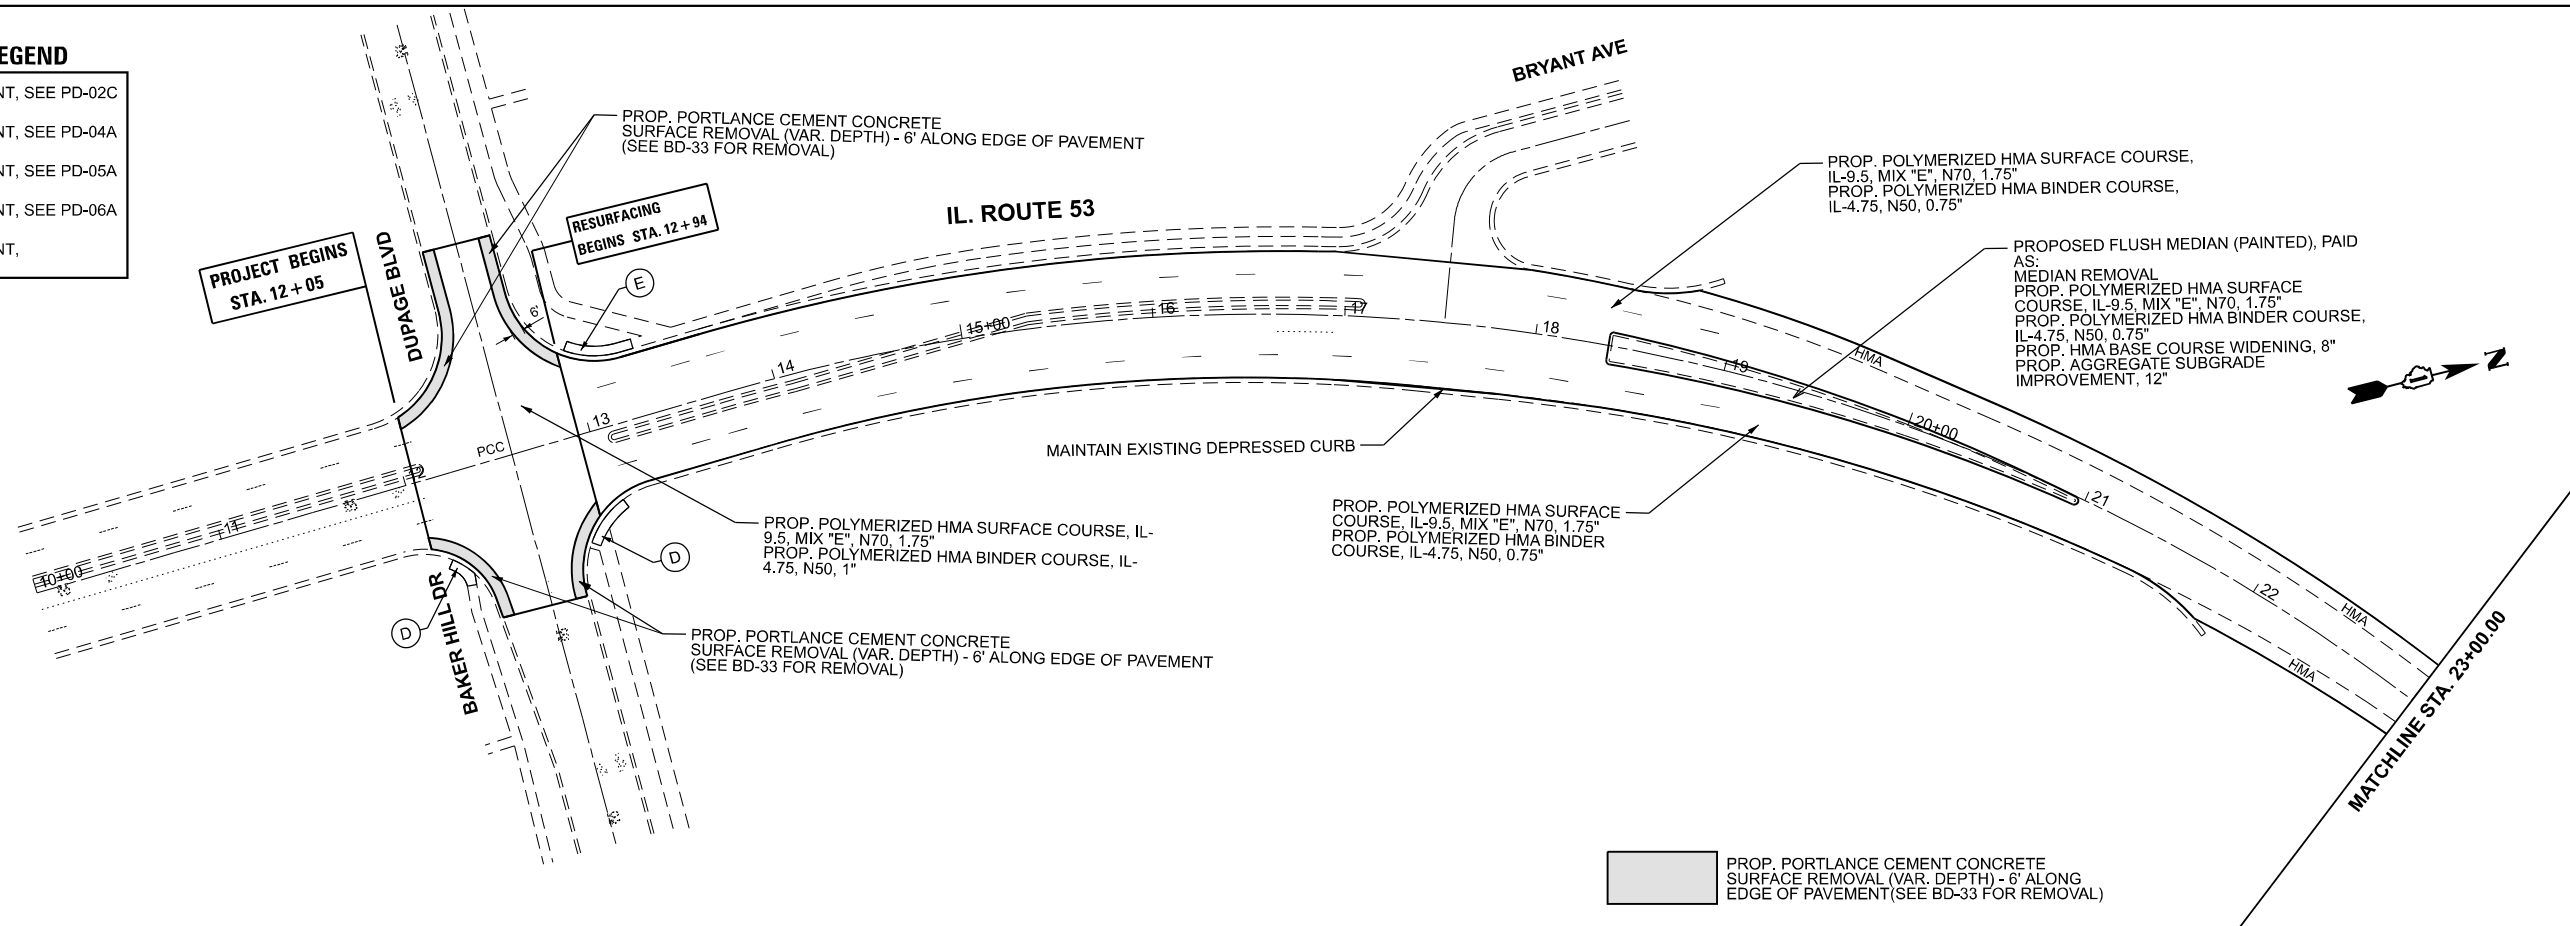 EGEND
NT, SEE PD-02C
NT, SEE PD-04A
NT, SEE PD-05A
NT, SEE PD-06A
NT,
PROJECT BEGINS
STA. 12+05
DUPAGE BLVD
PROP. PORTLANCE CEMENT CONCRETE
SURFACE REMOVAL (VAR. DEPTH) - 6' ALONG EDGE OF PAVEMENT
(SEE BD-33 FOR REMOVAL)
RESURFACING
BEGINS STA. 12+94
E
6'
IL. ROUTE 53
BRYANT AVE
PROP. POLYMERIZED HMA SURFACE COURSE,
IL-9.5, MIX "E", N70, 1.75"
PROP. POLYMERIZED HMA BINDER COURSE,
IL-4.75, N50, 0.75"
PROPOSED FLUSH MEDIAN (PAINTED), PAID
AS:
MEDIAN REMOVAL
PROP. POLYMERIZED HMA SURFACE
COURSE, IL-9.5, MIX "E", N70, 1.75"
PROP. POLYMERIZED HMA BINDER COURSE,
IL-4.75, N50, 0.75"
PROP. HMA BASE COURSE WIDENING, 8"
PROP. AGGREGATE SUBGRADE
IMPROVEMENT, 12"
N
10+00
11
12
PCC
13
14
15+00
16
17
18
19
20+00
21
22
HMA
HMA
HMA
MAINTAIN EXISTING DEPRESSED CURB
PROP. POLYMERIZED HMA SURFACE COURSE, IL-
9.5, MIX "E", N70, 1.75"
PROP. POLYMERIZED HMA BINDER COURSE, IL-
4.75, N50, 1"
PROP. POLYMERIZED HMA SURFACE
COURSE, IL-9.5, MIX "E", N70, 1.75"
PROP. POLYMERIZED HMA BINDER
COURSE, IL-4.75, N50, 0.75"
D
D
BAKER HILL DR
PROP. PORTLANCE CEMENT CONCRETE
SURFACE REMOVAL (VAR. DEPTH) - 6' ALONG EDGE OF PAVEMENT
(SEE BD-33 FOR REMOVAL)
MATCHLINE STA. 23+00.00
PROP. PORTLANCE CEMENT CONCRETE
SURFACE REMOVAL (VAR. DEPTH) - 6' ALONG
EDGE OF PAVEMENT(SEE BD-33 FOR REMOVAL)